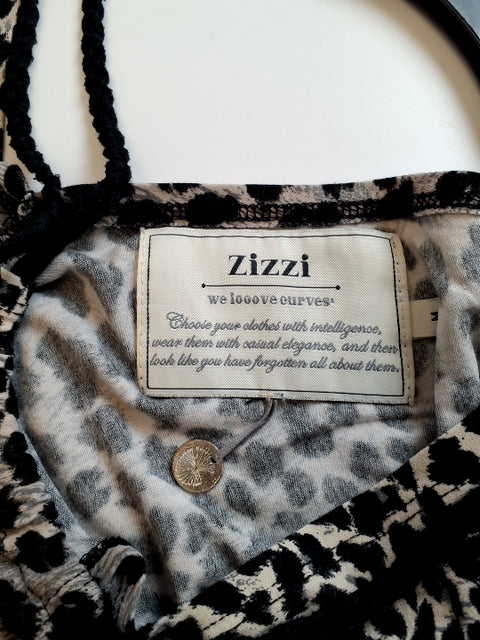 Zizzi
we looove curves
Choose your clothes with intelligence,
wear them with casual elegance, and then
look like you have forgotten all about them.